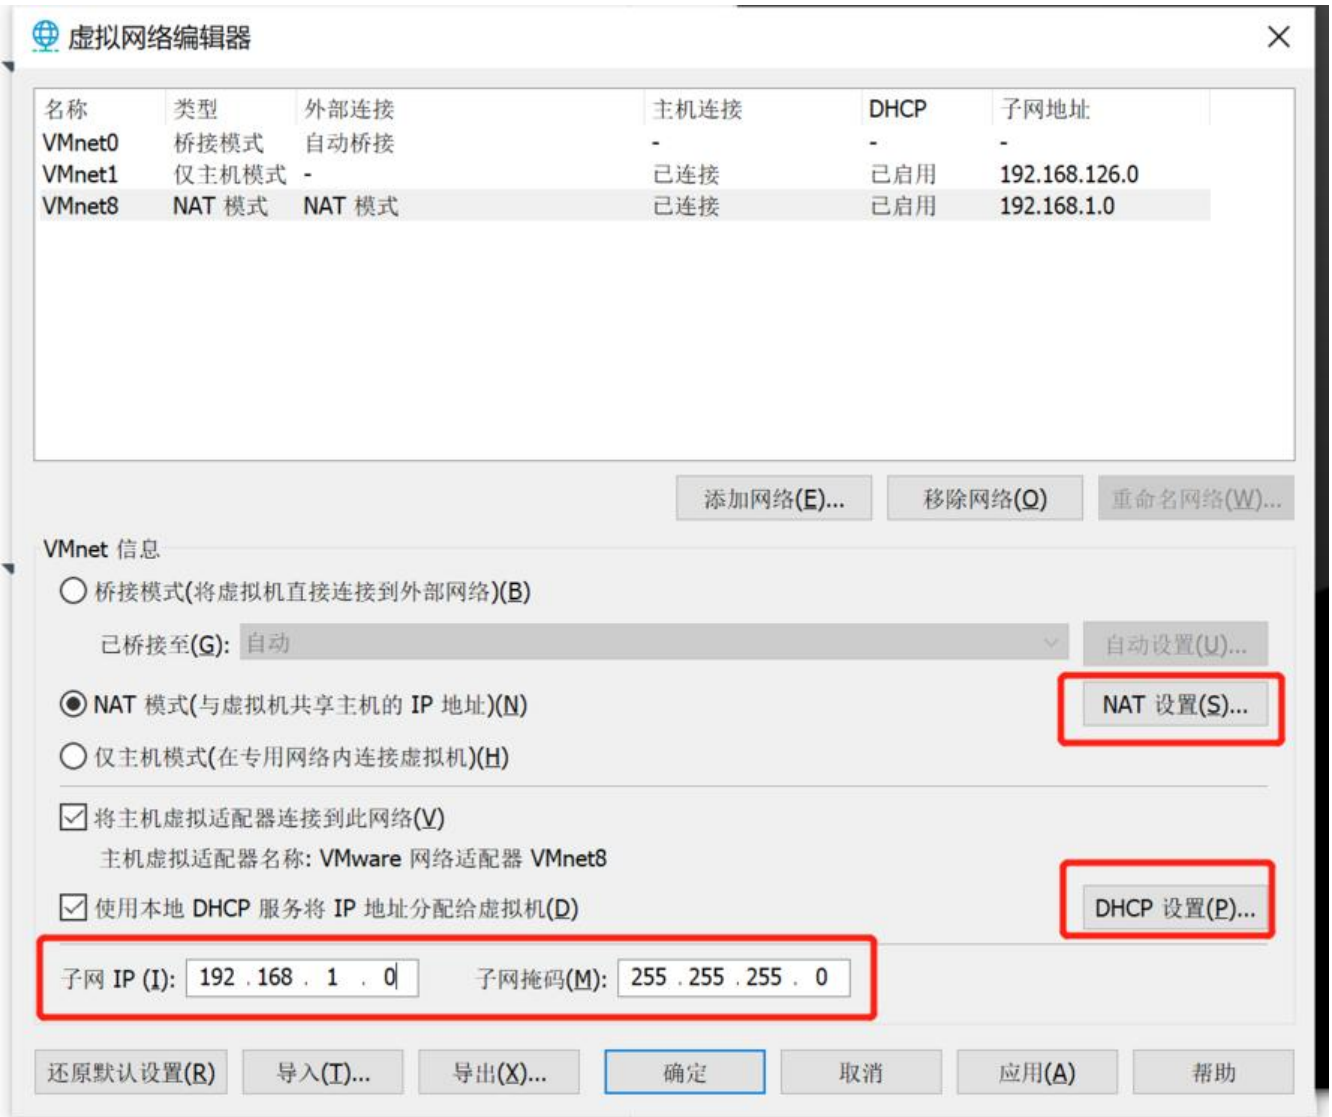 虚拟网络编辑器
名称 类型 外部连接 主机连接 DHCP 子网地址
VMnet0 桥接模式 自动桥接 - - -
VMnet1 仅主机模式 - 已连接 已启用 192.168.126.0
VMnet8 NAT 模式 NAT 模式 已连接 已启用 192.168.1.0
添加网络(E)... 移除网络(O) 重命名网络(W)...
VMnet 信息
桥接模式(将虚拟机直接连接到外部网络)(B)
已桥接至(G): 自动 自动设置(U)...
NAT 模式(与虚拟机共享主机的 IP 地址)(N) NAT 设置(S)...
仅主机模式(在专用网络内连接虚拟机)(H)
将主机虚拟适配器连接到此网络(V)
主机虚拟适配器名称: VMware 网络适配器 VMnet8
使用本地 DHCP 服务将 IP 地址分配给虚拟机(D) DHCP 设置(P)...
子网 IP (I): 192 . 168 . 1 . 0 子网掩码(M): 255 . 255 . 255 . 0
还原默认设置(R) 导入(T)... 导出(X)... 确定 取消 应用(A) 帮助